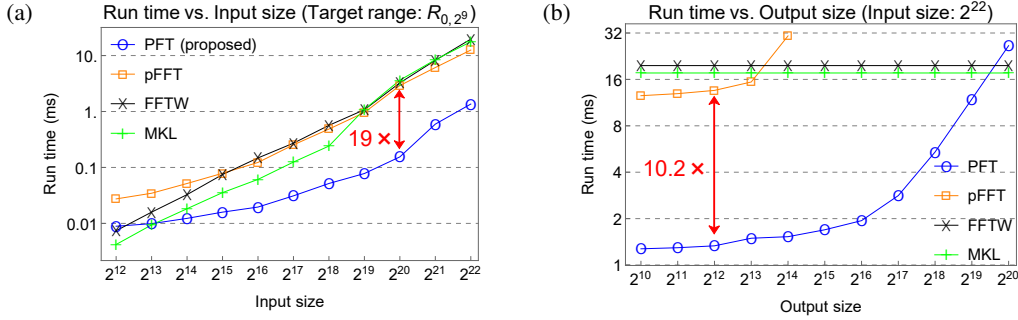 (a)
Run time vs. Input size (Target range: R₀,₂⁹)
Run time (ms)
10.
1.
0.1
0.01
PFT (proposed)
pFFT
FFTW
MKL
19 ×
2¹² 2¹³ 2¹⁴ 2¹⁵ 2¹⁶ 2¹⁷ 2¹⁸ 2¹⁹ 2²⁰ 2²¹ 2²²
Input size
(b)
Run time vs. Output size (Input size: 2²²)
Run time (ms)
32
16
8
4
2
1
10.2 ×
PFT
pFFT
FFTW
MKL
2¹⁰ 2¹¹ 2¹² 2¹³ 2¹⁴ 2¹⁵ 2¹⁶ 2¹⁷ 2¹⁸ 2¹⁹ 2²⁰
Output size